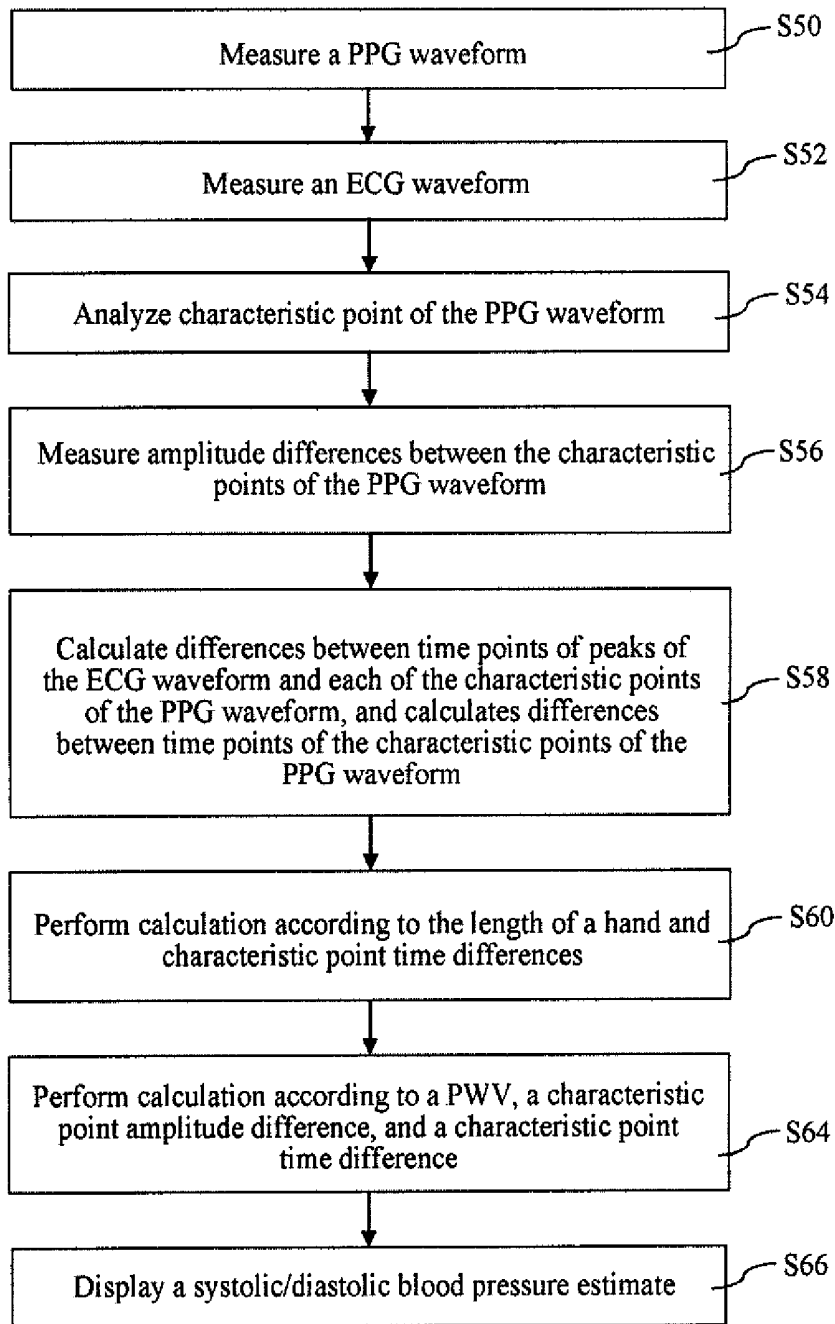 Measure a PPG waveform
S50
Measure an ECG waveform
S52
Analyze characteristic point of the PPG waveform
S54
Measure amplitude differences between the characteristic
points of the PPG waveform
S56
Calculate differences between time points of peaks of
the ECG waveform and each of the characteristic points
of the PPG waveform, and calculates differences
between time points of the characteristic points of the
PPG waveform
S58
Perform calculation according to the length of a hand and
characteristic point time differences
S60
Perform calculation according to a PWV, a characteristic
point amplitude difference, and a characteristic point
time difference
S64
Display a systolic/diastolic blood pressure estimate
S66